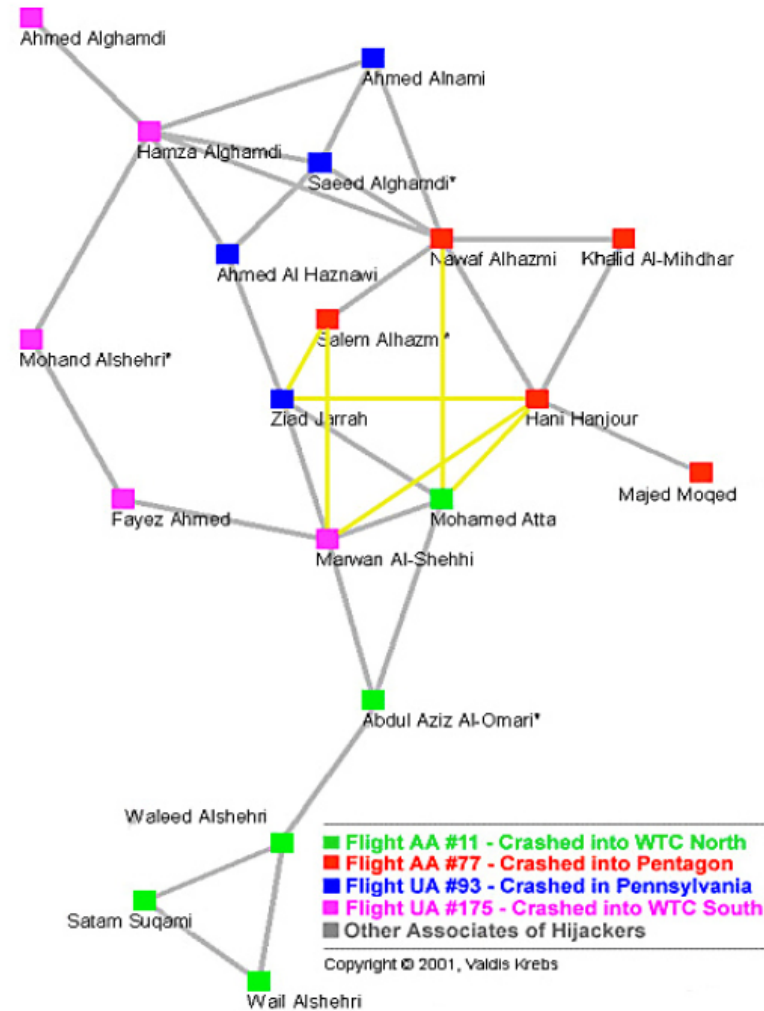 Ahmed Alghamdi
Ahmed Alnami
Hamza Alghamdi
Saeed Alghamdi*
Nawaf Alhazmi
Khalid Al-Mihdhar
Ahmed Al Haznawi
Salem Alhazmi*
Mohand Alshehri*
Ziad Jarrah
Hani Hanjour
Majed Moqed
Fayez Ahmed
Mohamed Atta
Marwan Al-Shehhi
Abdul Aziz Al-Omari*
Waleed Alshehri
Satam Suqami
Wail Alshehri
Flight AA #11 - Crashed into WTC North
Flight AA #77 - Crashed into Pentagon
Flight UA #93 - Crashed in Pennsylvania
Flight UA #175 - Crashed into WTC South
Other Associates of Hijackers
Copyright © 2001, Valdis Krebs